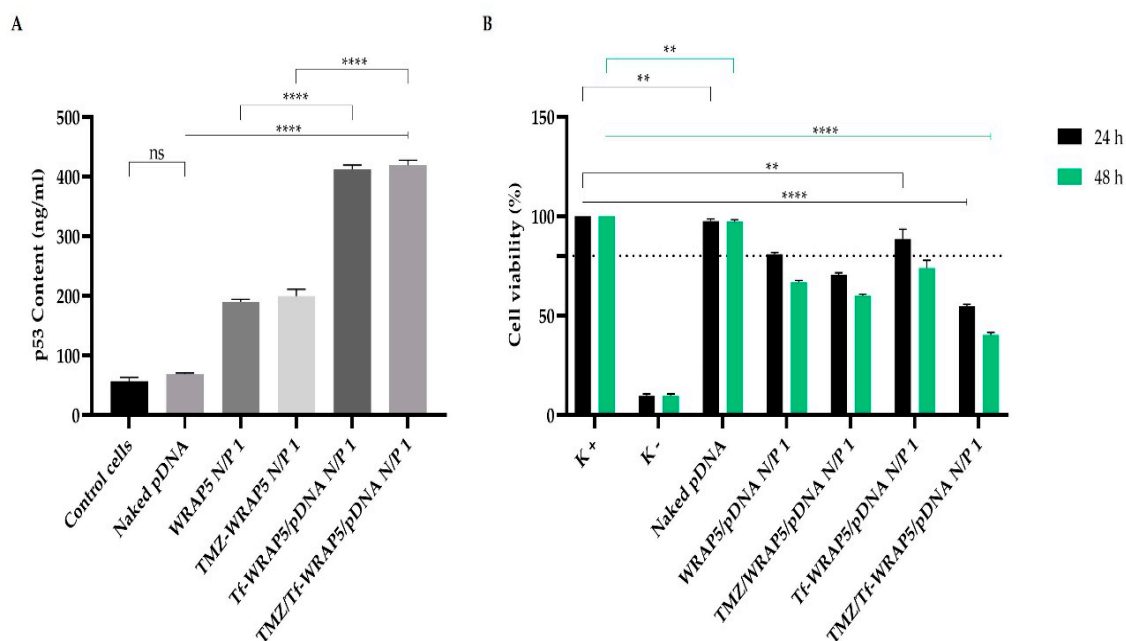 A
p53 Content (ng/ml)
500
400
300
200
100
0
ns
****
****
****
Control cells
Naked pDNA
WRAP5 N/P 1
TMZ-WRAP5 N/P 1
Tf-WRAP5/pDNA N/P 1
TMZ/Tf-WRAP5/pDNA N/P 1
B
Cell viability (%)
150
100
50
0
**
**
****
**
****
K +
K -
Naked pDNA
WRAP5/pDNA N/P 1
TMZ/WRAP5/pDNA N/P 1
Tf-WRAP5/pDNA N/P 1
TMZ/Tf-WRAP5/pDNA N/P 1
24 h
48 h